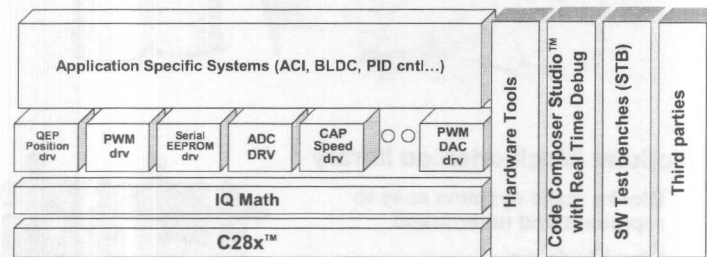 Application Specific Systems (ACI, BLDC, PID cntl...)
QEP
Position
drv
PWM
drv
Serial
EEPROM
drv
ADC
DRV
CAP
Speed
drv
PWM
DAC
drv
IQ Math
C28x™
Hardware Tools
Code Composer Studio™
with Real Time Debug
SW Test benches (STB)
Third parties